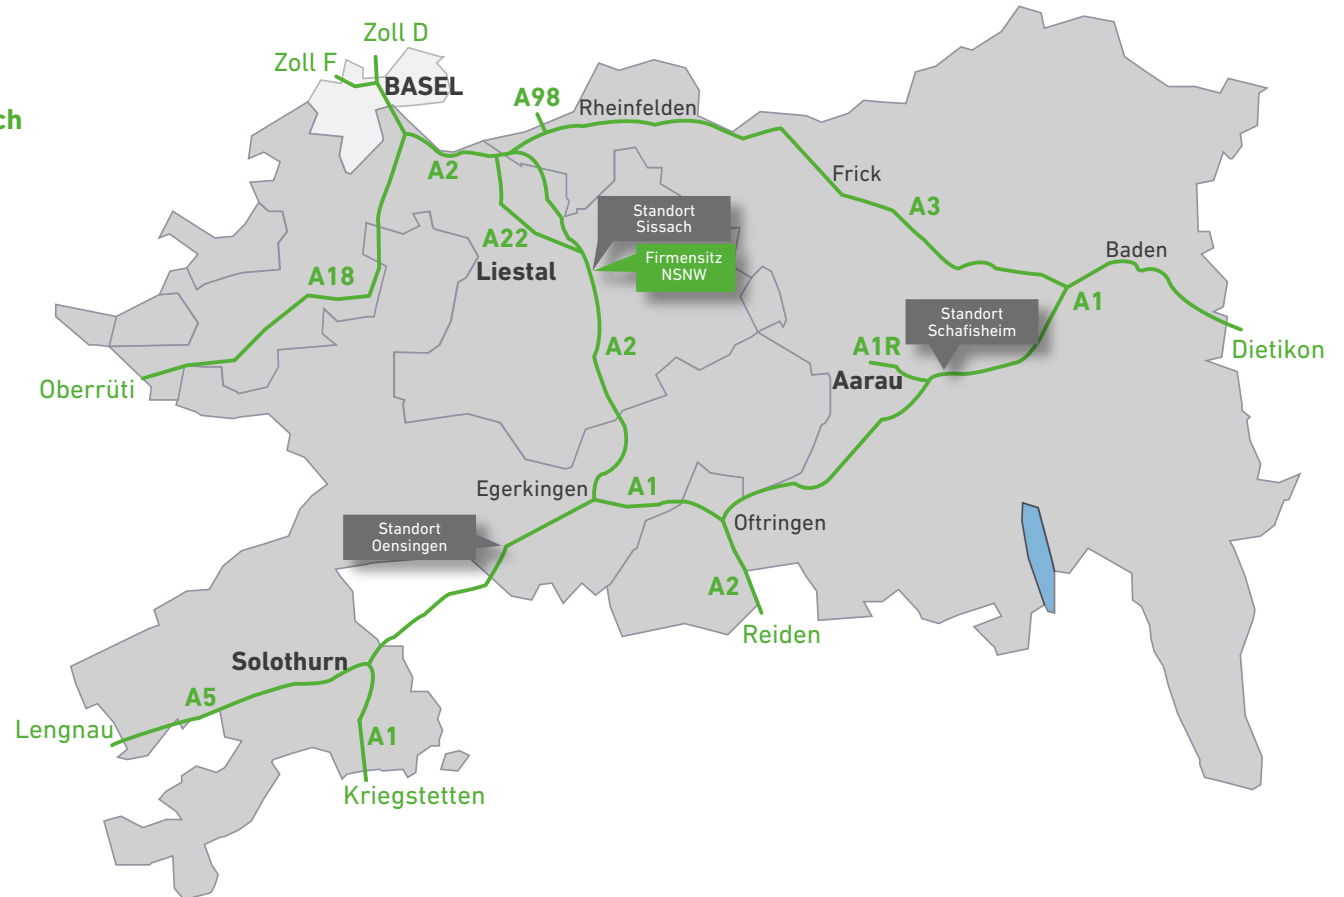 Zoll D
Zoll F
BASEL
ch
A98
Rheinfelden
A2
Frick
A3
Standort
Sissach
A22
Liestal
Firmensitz
NSNW
Baden
A18
A1
Standort
Schafisheim
A2
A1R
Aarau
Dietikon
Oberrüti
Egerkingen
A1
Oftringen
Standort
Oensingen
A2
Reiden
Solothurn
A5
Lengnau
A1
Kriegstetten